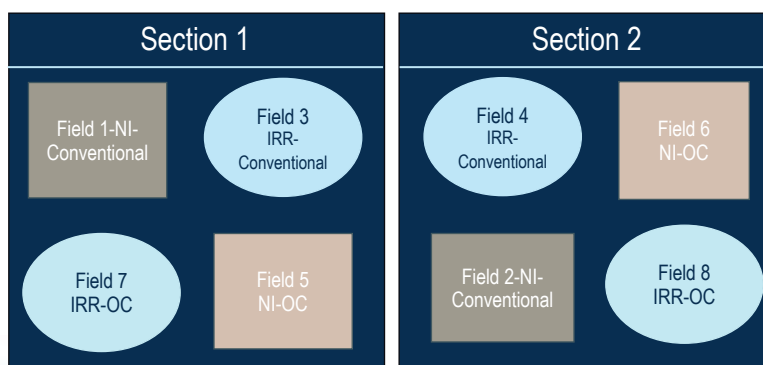 Section 1
Field 1-NI-
Conventional
Field 3
IRR-
Conventional
Field 7
IRR-OC
Field 5
NI-OC
Section 2
Field 4
IRR-
Conventional
Field 6
NI-OC
Field 2-NI-
Conventional
Field 8
IRR-OC